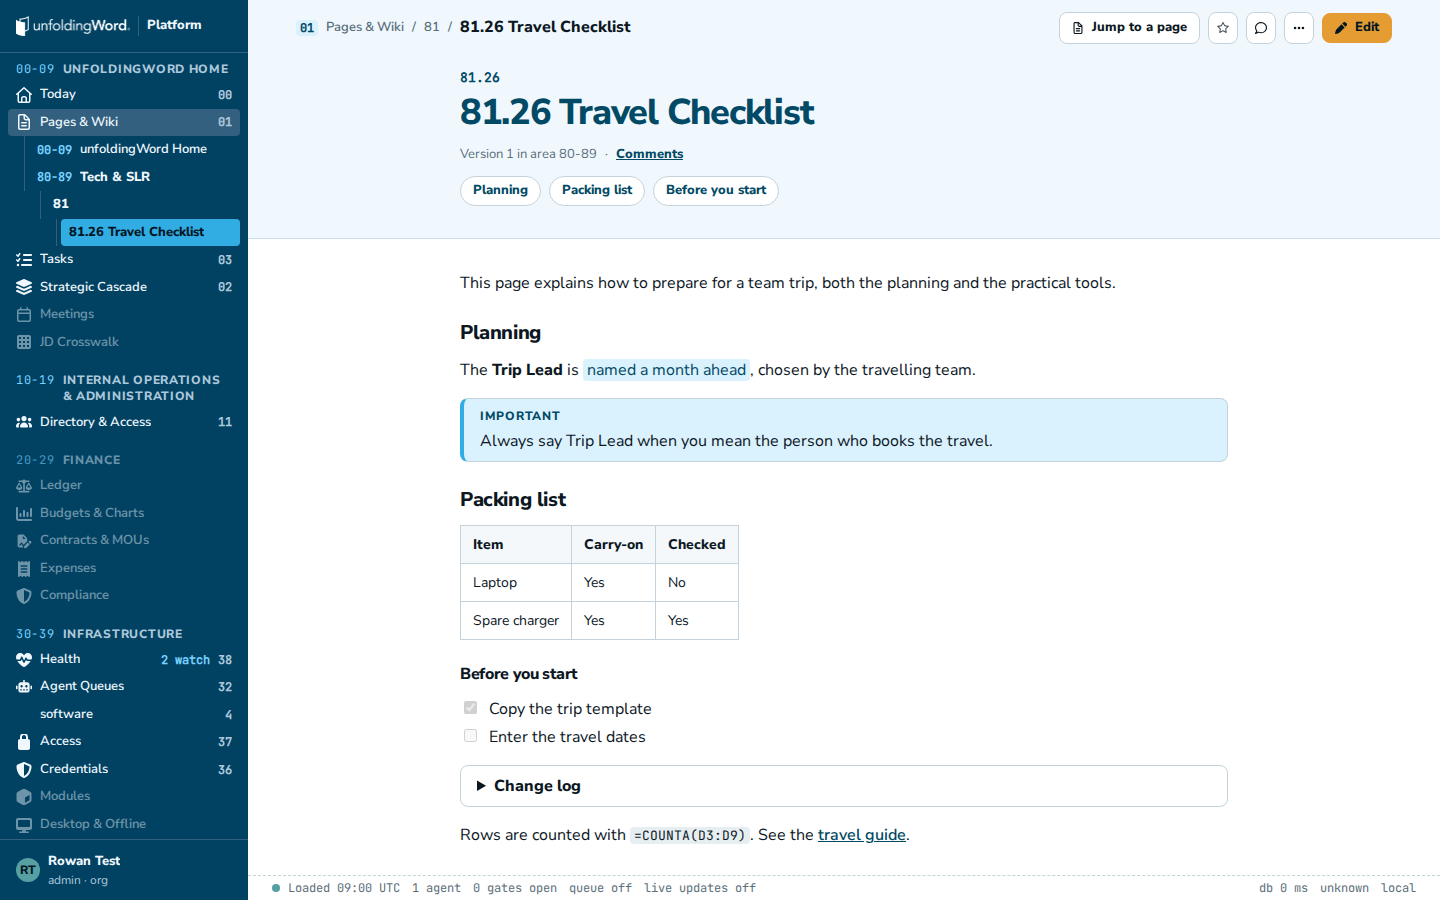 unfoldingWord Platform
00-09 UNFOLDINGWORD HOME
Today 00
Pages & Wiki 01
00-09 unfoldingWord Home
80-89 Tech & SLR
81
81.26 Travel Checklist
Tasks 03
Strategic Cascade 02
Meetings
JD Crosswalk
10-19 INTERNAL OPERATIONS
& ADMINISTRATION
Directory & Access 11
20-29 FINANCE
Ledger
Budgets & Charts
Contracts & MOUs
Expenses
Compliance
30-39 INFRASTRUCTURE
Health 2 watch 38
Agent Queues 32
software 4
Access 37
Credentials 36
Modules
Desktop & Offline
RT Rowan Test
admin · org
01 Pages & Wiki / 81 / 81.26 Travel Checklist
Jump to a page
Edit
81.26
81.26 Travel Checklist
Version 1 in area 80-89 · Comments
Planning Packing list Before you start
This page explains how to prepare for a team trip, both the planning and the practical tools.
Planning
The Trip Lead is named a month ahead, chosen by the travelling team.
IMPORTANT
Always say Trip Lead when you mean the person who books the travel.
Packing list
Item Carry-on Checked
Laptop Yes No
Spare charger Yes Yes
Before you start
Copy the trip template
Enter the travel dates
Change log
Rows are counted with =COUNTA(D3:D9). See the travel guide.
Loaded 09:00 UTC 1 agent 0 gates open queue off live updates off
db 0 ms unknown local